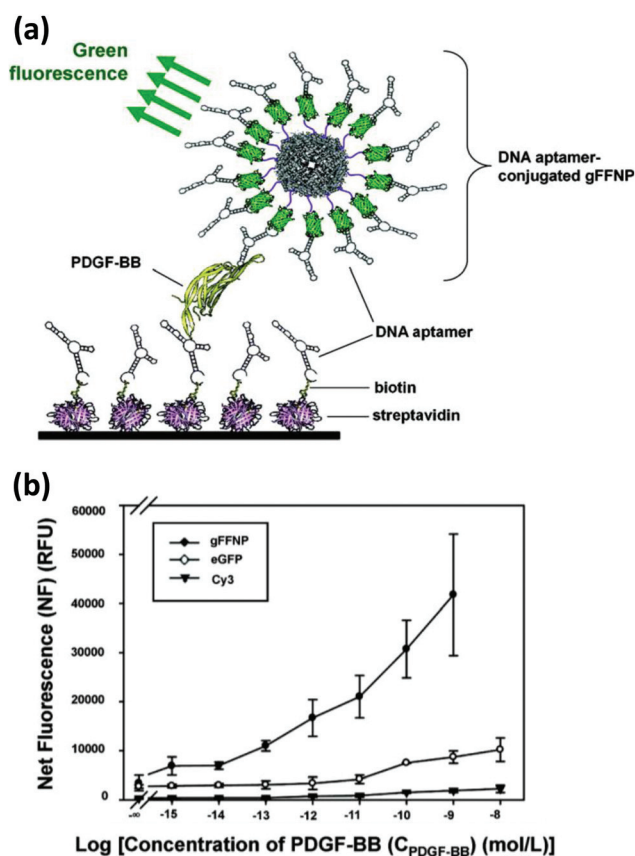 (a)
Green
fluorescence
DNA aptamer-
conjugated gFFNP
PDGF-BB
DNA aptamer
biotin
streptavidin
(b)
Net Fluorescence (NF) (RFU)
60000
50000
40000
30000
20000
10000
0
gFFNP
eGFP
Cy3
-∞ -15 -14 -13 -12 -11 -10 -9 -8
Log [Concentration of PDGF-BB (CPDGF-BB) (mol/L)]